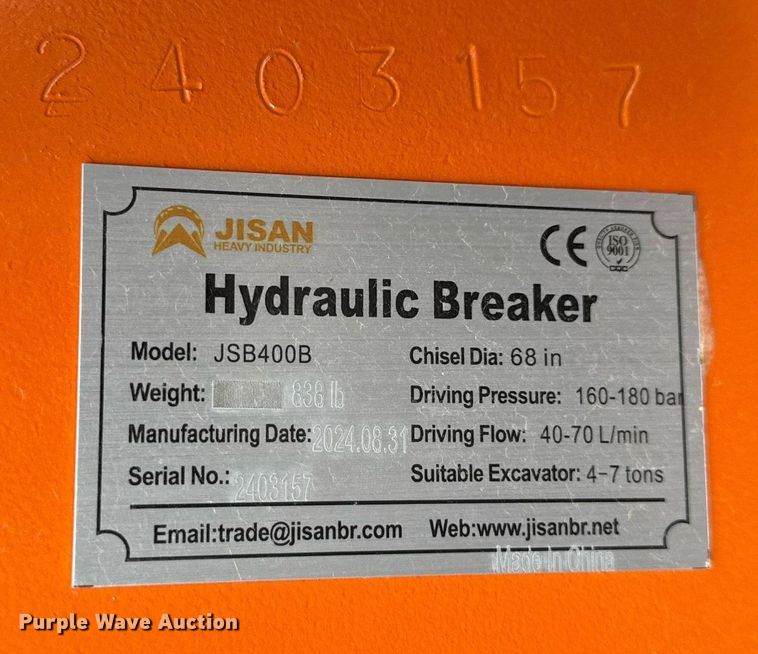 2403157
JISAN
HEAVY INDUSTRY
CE
ISO
9001
CQC
Hydraulic Breaker
Model: JSB400B
Chisel Dia: 68 in
Weight: 838 lb
Driving Pressure: 160-180 bar
Manufacturing Date: 2024.08.31
Driving Flow: 40-70 L/min
Serial No.: 2403157
Suitable Excavator: 4-7 tons
Email:trade@jisanbr.com Web:www.jisanbr.net
Made In China
Purple Wave Auction